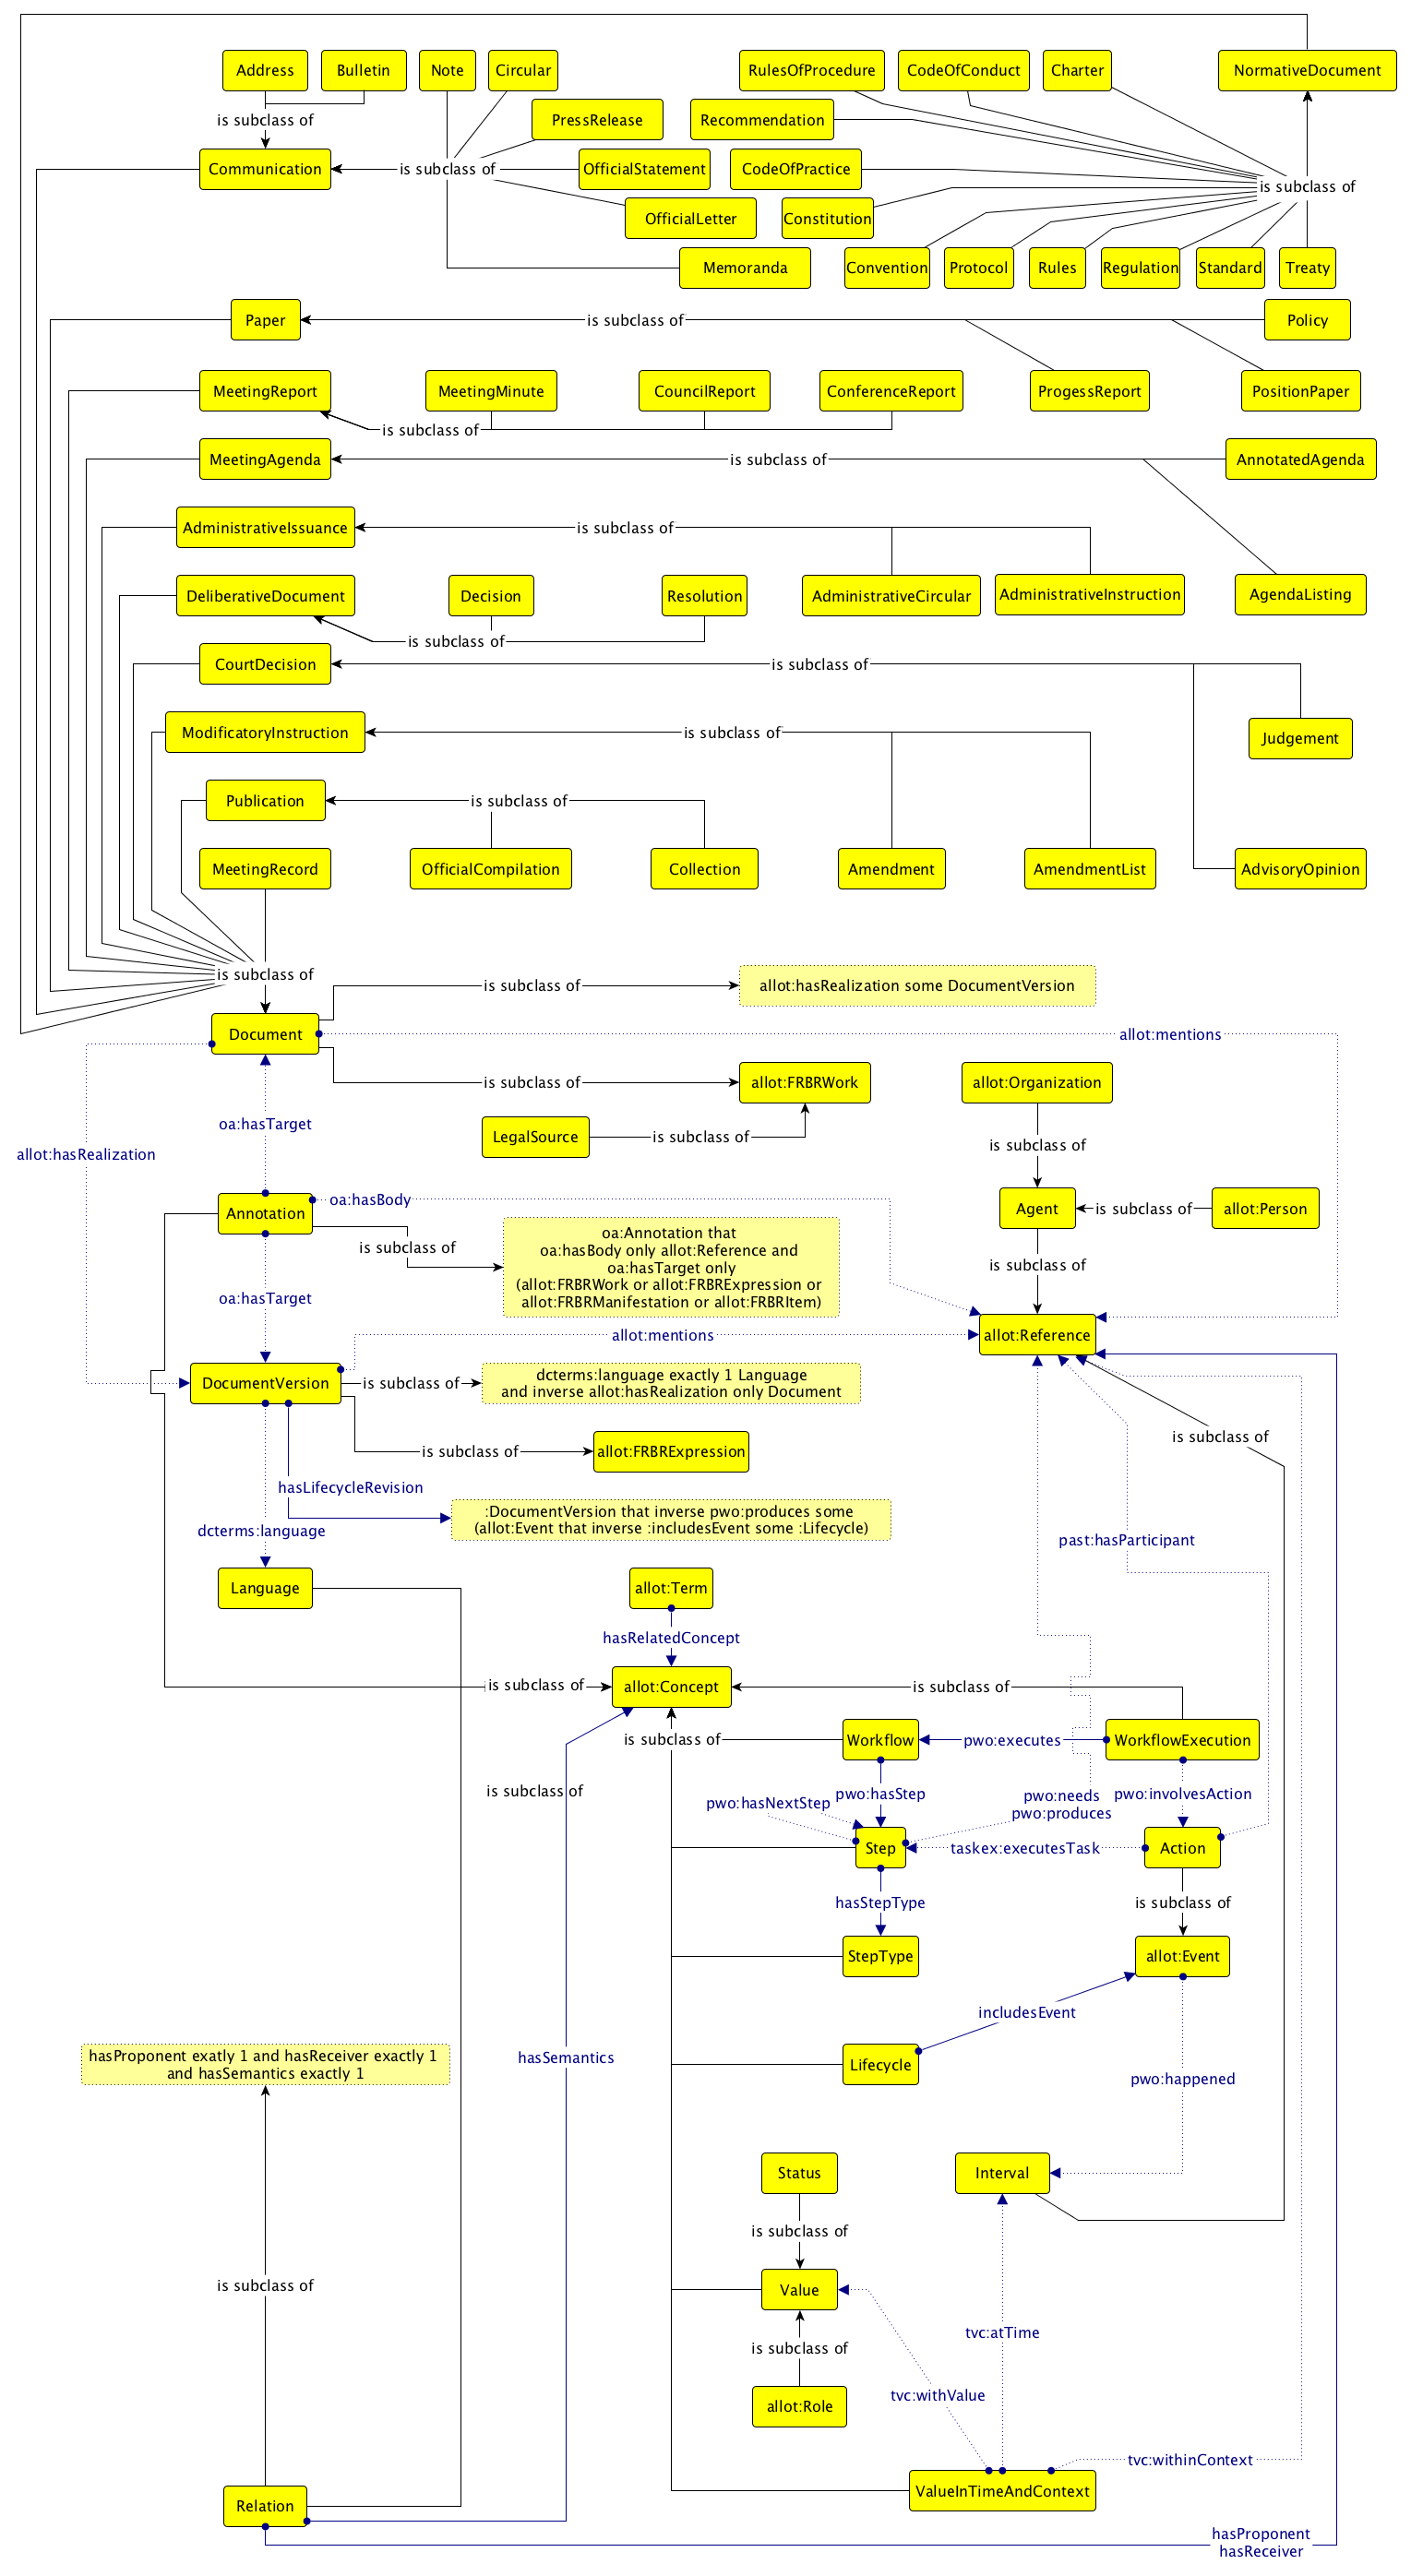 Address
Bulletin
Note
Circular
RulesOfProcedure
CodeOfConduct
Charter
NormativeDocument
PressRelease
Recommendation
is subclass of
Communication
is subclass of
OfficialStatement
CodeOfPractice
is subclass of
OfficialLetter
Constitution
Memoranda
Convention
Protocol
Rules
Regulation
Standard
Treaty
Paper
is subclass of
Policy
MeetingReport
MeetingMinute
CouncilReport
ConferenceReport
ProgessReport
PositionPaper
is subclass of
MeetingAgenda
is subclass of
AnnotatedAgenda
AdministrativeIssuance
is subclass of
DeliberativeDocument
Decision
Resolution
AdministrativeCircular
AdministrativeInstruction
AgendaListing
is subclass of
CourtDecision
is subclass of
ModificatoryInstruction
is subclass of
Judgement
Publication
is subclass of
MeetingRecord
OfficialCompilation
Collection
Amendment
AmendmentList
AdvisoryOpinion
is subclass of
is subclass of
allot:hasRealization some DocumentVersion
Document
allot:mentions
is subclass of
allot:FRBRWork
allot:Organization
oa:hasTarget
LegalSource
is subclass of
is subclass of
allot:hasRealization
oa:hasBody
Annotation
Agent
is subclass of
allot:Person
is subclass of
oa:Annotation that
oa:hasBody only allot:Reference and
oa:hasTarget only
(allot:FRBRWork or allot:FRBRExpression or
allot:FRBRManifestation or allot:FRBRItem)
is subclass of
oa:hasTarget
allot:mentions
allot:Reference
DocumentVersion
is subclass of
dcterms:language exactly 1 Language
and inverse allot:hasRealization only Document
is subclass of
is subclass of
allot:FRBRExpression
hasLifecycleRevision
:DocumentVersion that inverse pwo:produces some
(allot:Event that inverse :includesEvent some :Lifecycle)
dcterms:language
past:hasParticipant
Language
allot:Term
hasRelatedConcept
is subclass of
allot:Concept
is subclass of
is subclass of
Workflow
pwo:executes
WorkflowExecution
is subclass of
pwo:hasNextStep
pwo:hasStep
pwo:needs
pwo:produces
pwo:involvesAction
Step
taskex:executesTask
Action
hasStepType
is subclass of
StepType
allot:Event
includesEvent
hasProponent exatly 1 and hasReceiver exactly 1
and hasSemantics exactly 1
hasSemantics
Lifecycle
pwo:happened
Status
Interval
is subclass of
is subclass of
Value
tvc:atTime
is subclass of
tvc:withValue
allot:Role
tvc:withinContext
ValueInTimeAndContext
Relation
hasProponent
hasReceiver